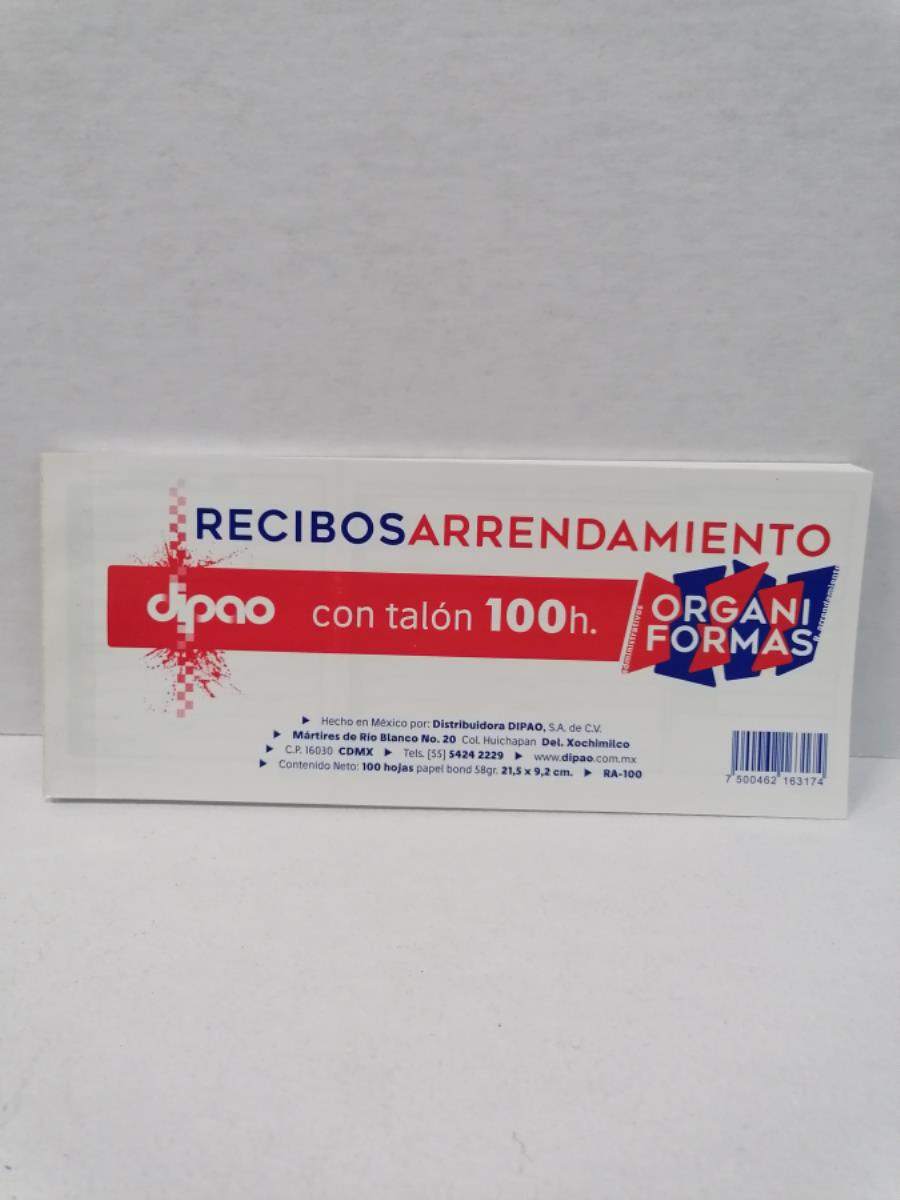 RECIBOSARRENDAMIENTO
dipao con talón 100h.
administrativos
ORGANI
FORMAS
& arrendamiento
▶ Hecho en México por: Distribuidora DIPAO, S.A. de C.V.
▶ Mártires de Río Blanco No. 20 Col. Huichapan Del. Xochimilco
▶ C.P. 16030 CDMX ▶ Tels. [55] 5424 2229 ▶ www.dipao.com.mx
▶ Contenido Neto: 100 hojas papel bond 58gr. 21,5 x 9,2 cm. ▶ RA-100
7 500462 163174